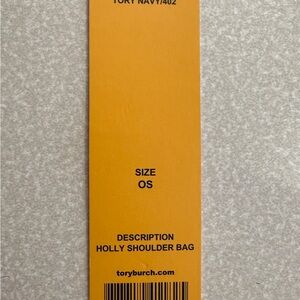 TORY NAVY/402
SIZE
OS
DESCRIPTION
HOLLY SHOULDER BAG
toryburch.com